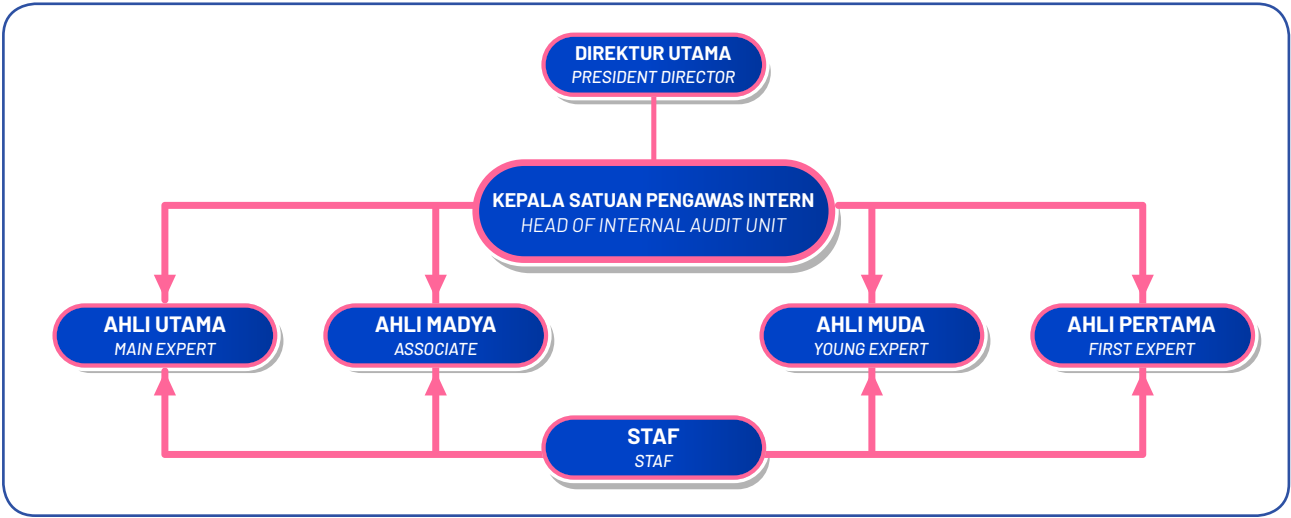 DIREKTUR UTAMA
PRESIDENT DIRECTOR
KEPALA SATUAN PENGAWAS INTERN
HEAD OF INTERNAL AUDIT UNIT
AHLI UTAMA
MAIN EXPERT
AHLI MADYA
ASSOCIATE
AHLI MUDA
YOUNG EXPERT
AHLI PERTAMA
FIRST EXPERT
STAF
STAF